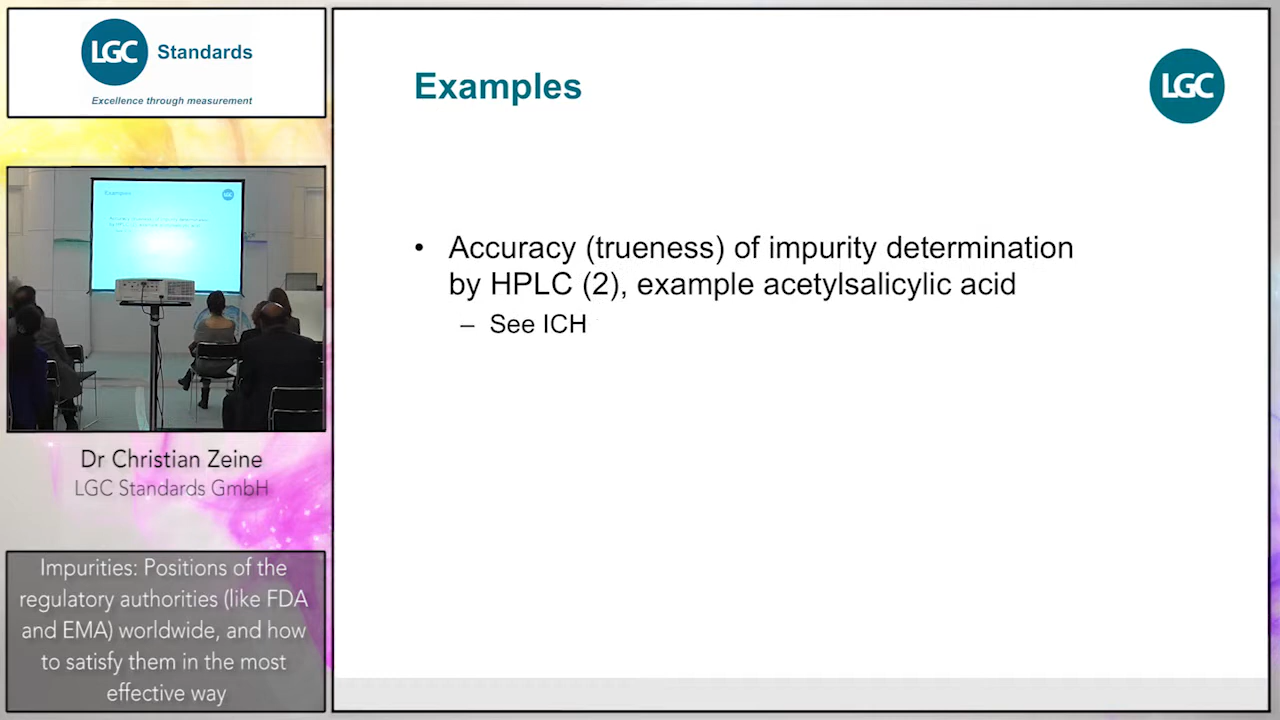 LGC Standards
Excellence through measurement
Dr Christian Zeine
LGC Standards GmbH
Impurities: Positions of the
regulatory authorities (like FDA
and EMA) worldwide, and how
to satisfy them in the most
effective way
Examples
LGC
• Accuracy (trueness) of impurity determination
by HPLC (2), example acetylsalicylic acid
– See ICH